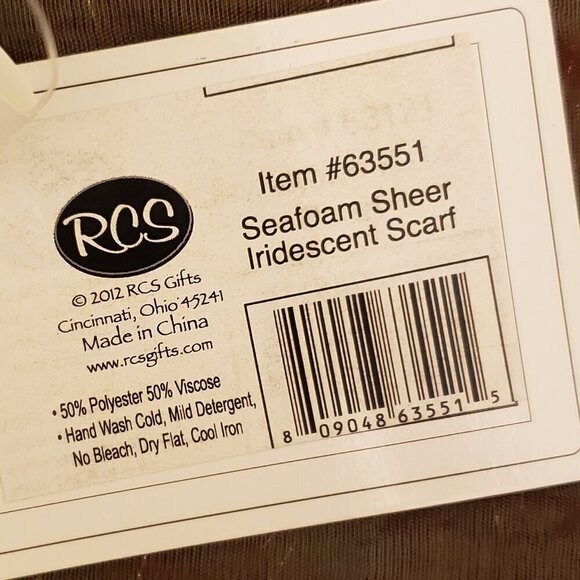 Item #63551
Seafoam Sheer
Iridescent Scarf
RCS
© 2012 RCS Gifts
Cincinnati, Ohio 45241
Made in China
www.rcsgifts.com
• 50% Polyester 50% Viscose
• Hand Wash Cold, Mild Detergent,
No Bleach, Dry Flat, Cool Iron
8 09048 63551 5